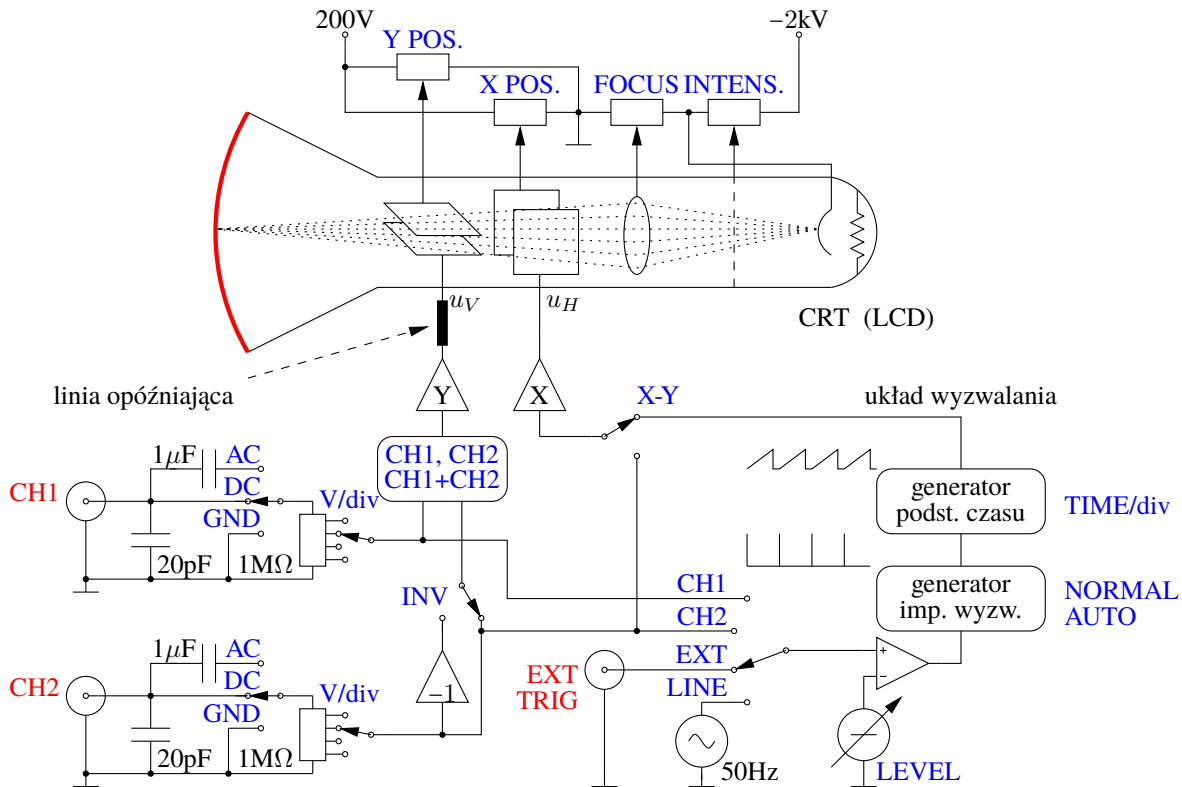 200V
−2kV
Y POS.
X POS.
FOCUS
INTENS.
u_V
u_H
CRT (LCD)
linia opóźniająca
Y
X
X-Y
układ wyzwalania
CH1, CH2
CH1+CH2
1μF
AC
DC
GND
CH1
V/div
20pF
1MΩ
generator
podst. czasu
TIME/div
generator
imp. wyzw.
NORMAL
AUTO
INV
CH1
CH2
EXT
LINE
EXT
TRIG
+
−
1μF
AC
DC
GND
CH2
V/div
−1
20pF
1MΩ
50Hz
LEVEL